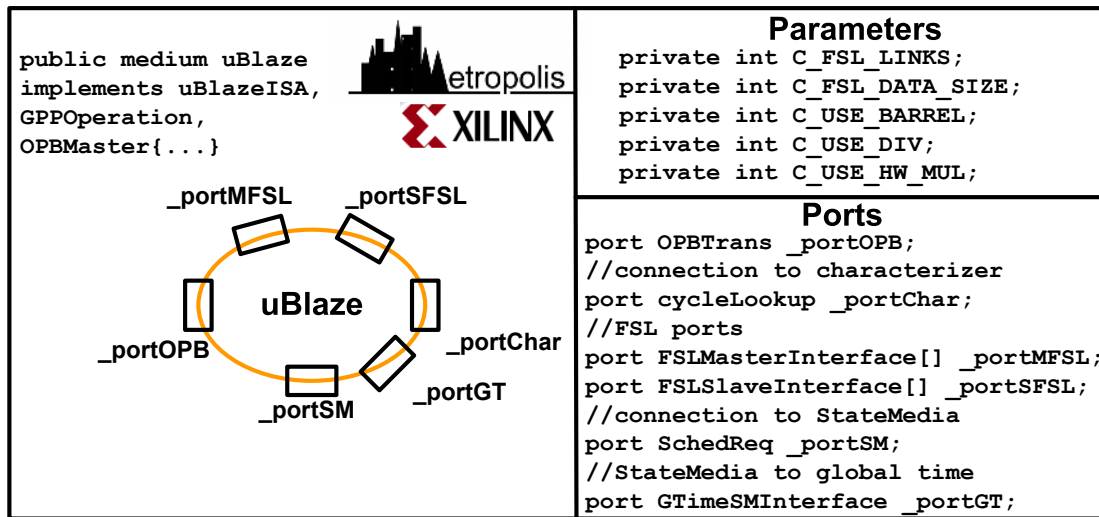 public medium uBlaze
implements uBlazeISA,
GPPOperation,
OPBMaster{...}
etropolis
XILINX
_portMFSL
_portSFSL
uBlaze
_portOPB
_portChar
_portGT
_portSM
Parameters
private int C_FSL_LINKS;
private int C_FSL_DATA_SIZE;
private int C_USE_BARREL;
private int C_USE_DIV;
private int C_USE_HW_MUL;
Ports
port OPBTrans _portOPB;
//connection to characterizer
port cycleLookup _portChar;
//FSL ports
port FSLMasterInterface[] _portMFSL;
port FSLSlaveInterface[] _portSFSL;
//connection to StateMedia
port SchedReq _portSM;
//StateMedia to global time
port GTimeSMInterface _portGT;